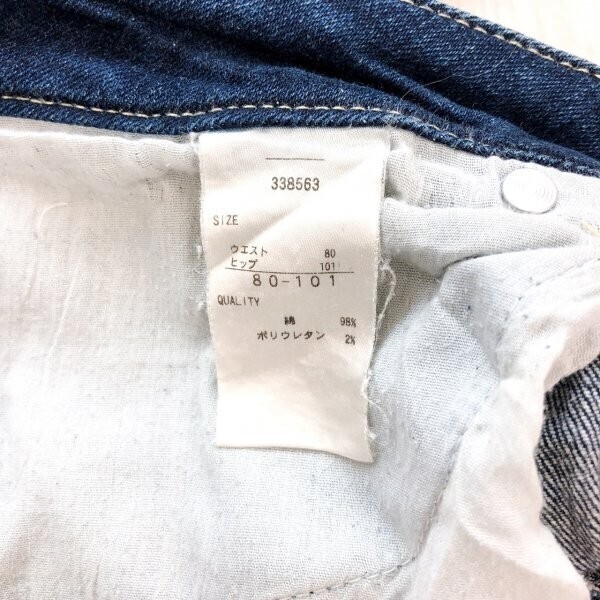 338563
SIZE
ウエスト 80
ヒップ 101
80-101
QUALITY
綿 98%
ポリウレタン 2%